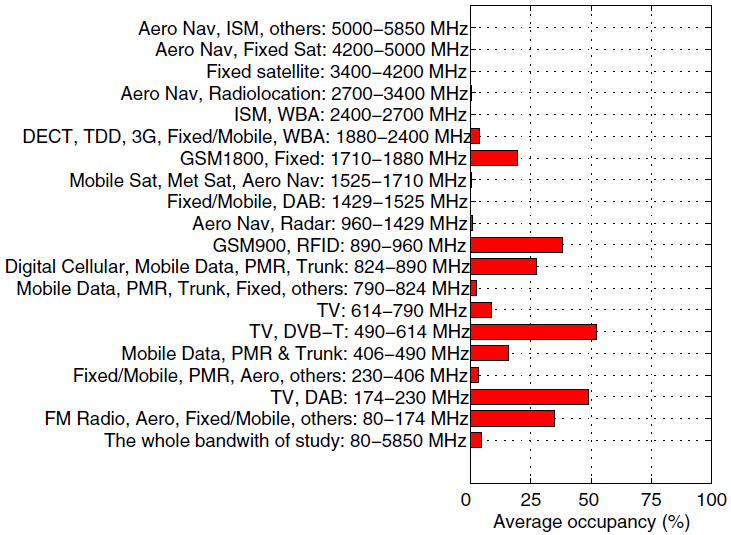 Aero Nav, ISM, others: 5000−5850 MHz
Aero Nav, Fixed Sat: 4200−5000 MHz
Fixed satellite: 3400−4200 MHz
Aero Nav, Radiolocation: 2700−3400 MHz
ISM, WBA: 2400−2700 MHz
DECT, TDD, 3G, Fixed/Mobile, WBA: 1880−2400 MHz
GSM1800, Fixed: 1710−1880 MHz
Mobile Sat, Met Sat, Aero Nav: 1525−1710 MHz
Fixed/Mobile, DAB: 1429−1525 MHz
Aero Nav, Radar: 960−1429 MHz
GSM900, RFID: 890−960 MHz
Digital Cellular, Mobile Data, PMR, Trunk: 824−890 MHz
Mobile Data, PMR, Trunk, Fixed, others: 790−824 MHz
TV: 614−790 MHz
TV, DVB−T: 490−614 MHz
Mobile Data, PMR & Trunk: 406−490 MHz
Fixed/Mobile, PMR, Aero, others: 230−406 MHz
TV, DAB: 174−230 MHz
FM Radio, Aero, Fixed/Mobile, others: 80−174 MHz
The whole bandwith of study: 80−5850 MHz
0 25 50 75 100
Average occupancy (%)